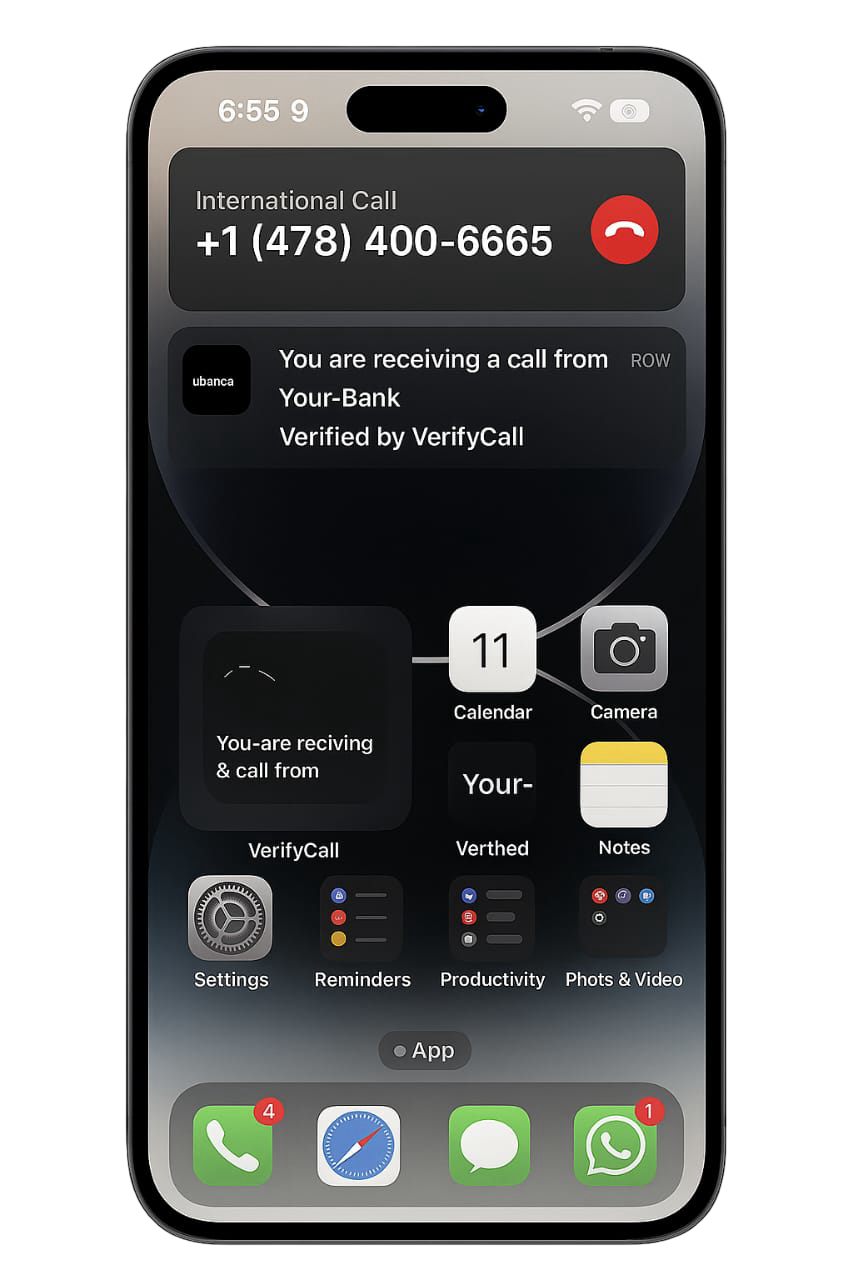 6:55 9
International Call
+1 (478) 400-6665
ubanca
You are receiving a call from
ROW
Your-Bank
Verified by VerifyCall
You-are reciving
& call from
VerifyCall
11
Calendar
Camera
Your-
Verthed
Notes
Settings
Reminders
Productivity
Phots & Video
App
4
1